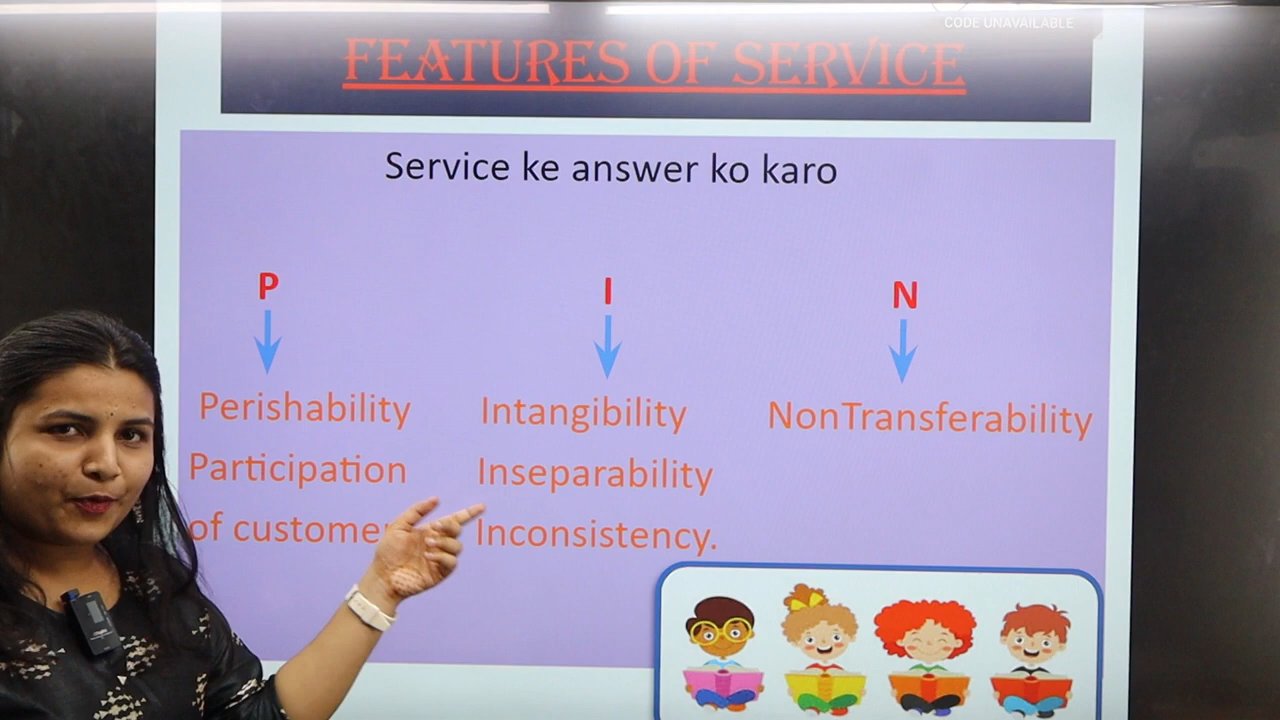 CODE UNAVAILABLE
FEATURES OF SERVICE
Service ke answer ko karo
P I N
Perishability Intangibility NonTransferability
Participation Inseparability
of custome Inconsistency.